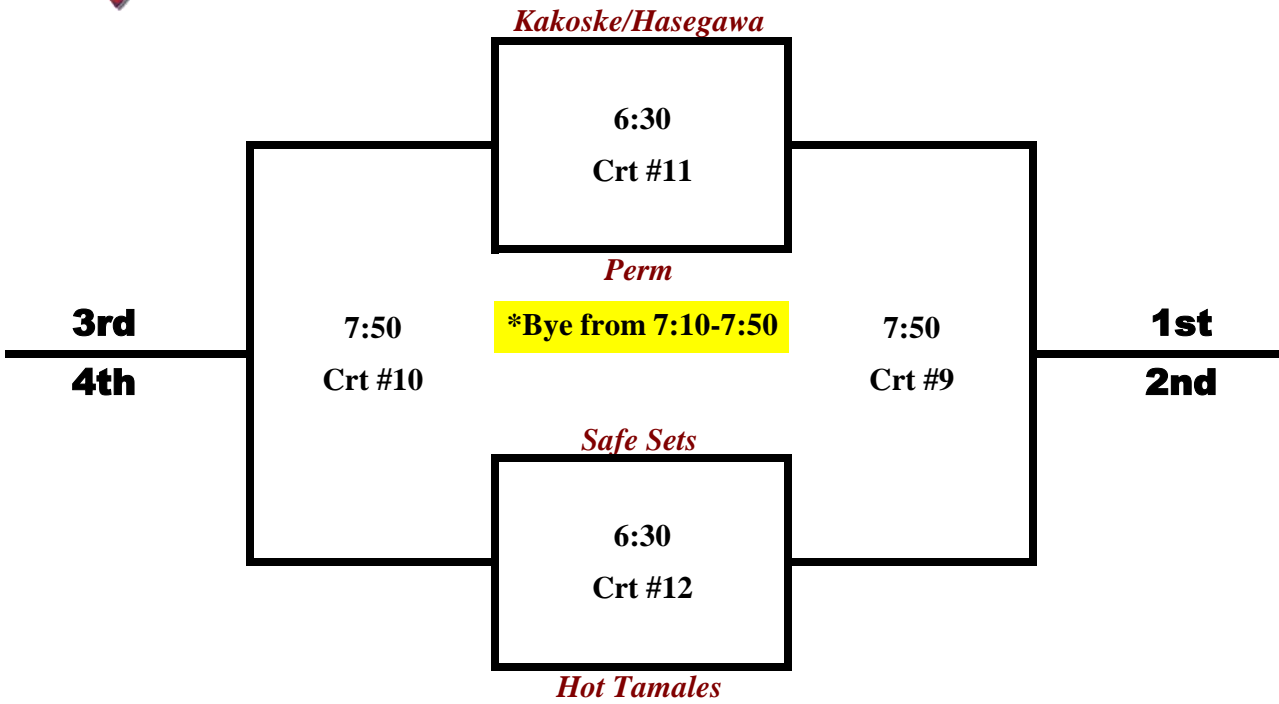 Kakoske/Hasegawa
6:30
Crt #11
Perm
3rd
7:50
*Bye from 7:10-7:50
7:50
1st
4th
Crt #10
Crt #9
2nd
Safe Sets
6:30
Crt #12
Hot Tamales